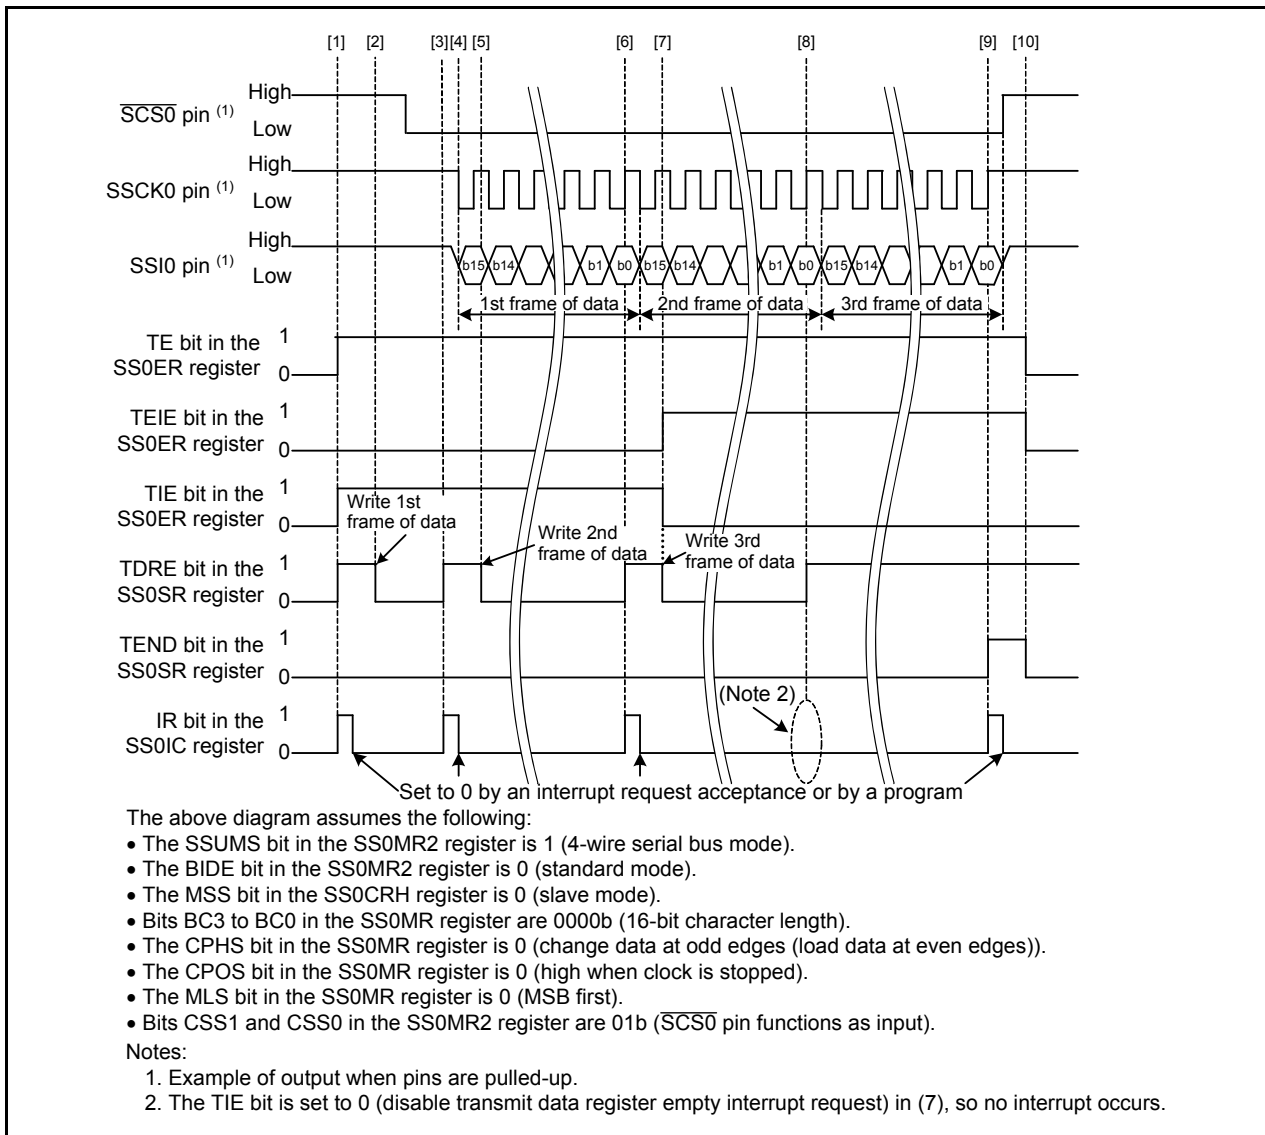 [1] [2] [3] [4] [5] [6] [7] [8] [9] [10]
High
SCS0 pin (1)
Low
High
SSCK0 pin (1)
Low
High
SSI0 pin (1)
Low
b15 b14 b1 b0 b15 b14 b1 b0 b15 b14 b1 b0
1st frame of data 2nd frame of data 3rd frame of data
TE bit in the 1
SS0ER register 0
TEIE bit in the 1
SS0ER register 0
TIE bit in the 1
SS0ER register 0
Write 1st
frame of data
Write 2nd
frame of data
Write 3rd
frame of data
TDRE bit in the 1
SS0SR register 0
TEND bit in the 1
SS0SR register 0
(Note 2)
IR bit in the 1
SS0IC register 0
Set to 0 by an interrupt request acceptance or by a program
The above diagram assumes the following:
• The SSUMS bit in the SS0MR2 register is 1 (4-wire serial bus mode).
• The BIDE bit in the SS0MR2 register is 0 (standard mode).
• The MSS bit in the SS0CRH register is 0 (slave mode).
• Bits BC3 to BC0 in the SS0MR register are 0000b (16-bit character length).
• The CPHS bit in the SS0MR register is 0 (change data at odd edges (load data at even edges)).
• The CPOS bit in the SS0MR register is 0 (high when clock is stopped).
• The MLS bit in the SS0MR register is 0 (MSB first).
• Bits CSS1 and CSS0 in the SS0MR2 register are 01b (SCS0 pin functions as input).
Notes:
1. Example of output when pins are pulled-up.
2. The TIE bit is set to 0 (disable transmit data register empty interrupt request) in (7), so no interrupt occurs.